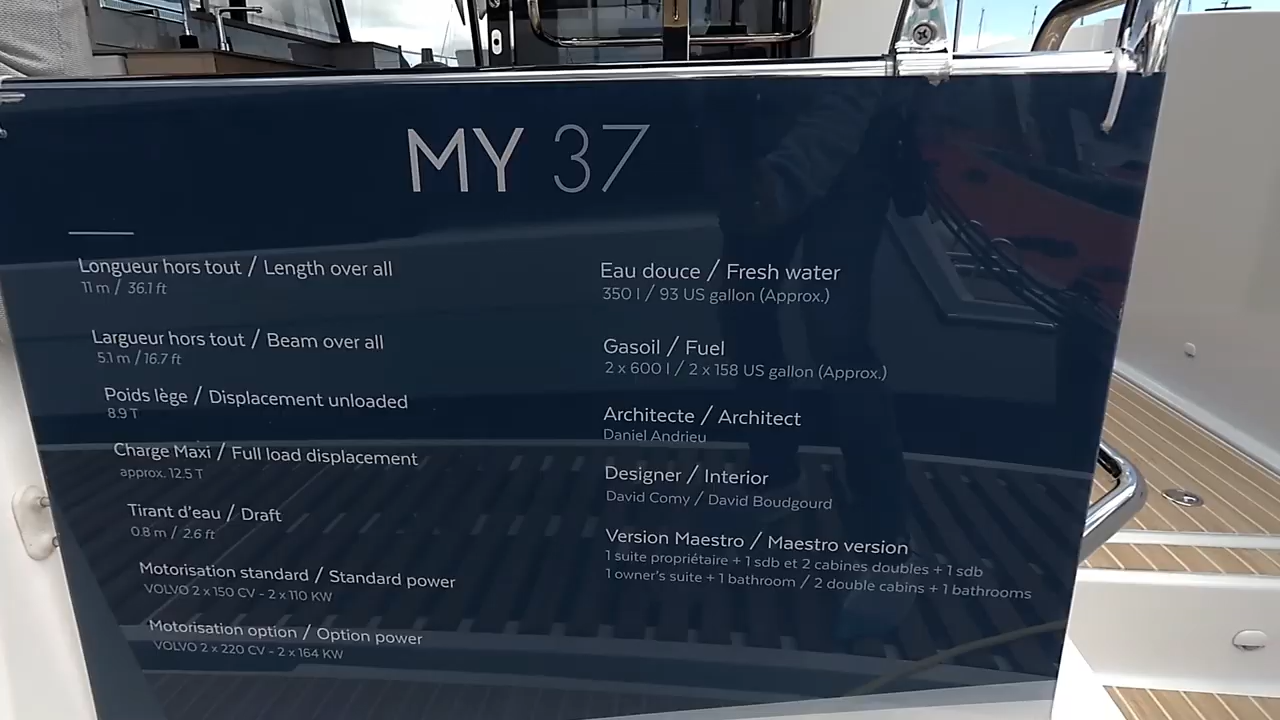 MY 37
Longueur hors tout / Length over all
11 m / 36.1 ft
Largueur hors tout / Beam over all
5.1 m / 16.7 ft
Poids lège / Displacement unloaded
8.9 T
Charge Maxi / Full load displacement
approx. 12.5 T
Tirant d'eau / Draft
0.8 m / 2.6 ft
Motorisation standard / Standard power
VOLVO 2 x 150 CV - 2 x 110 KW
Motorisation option / Option power
VOLVO 2 x 220 CV - 2 x 164 KW
Eau douce / Fresh water
350 l / 93 US gallon (Approx.)
Gasoil / Fuel
2 x 600 l / 2 x 158 US gallon (Approx.)
Architecte / Architect
Daniel Andrieu
Designer / Interior
David Comy / David Boudgourd
Version Maestro / Maestro version
1 suite propriétaire + 1 sdb et 2 cabines doubles + 1 sdb
1 owner's suite + 1 bathroom / 2 double cabins + 1 bathrooms